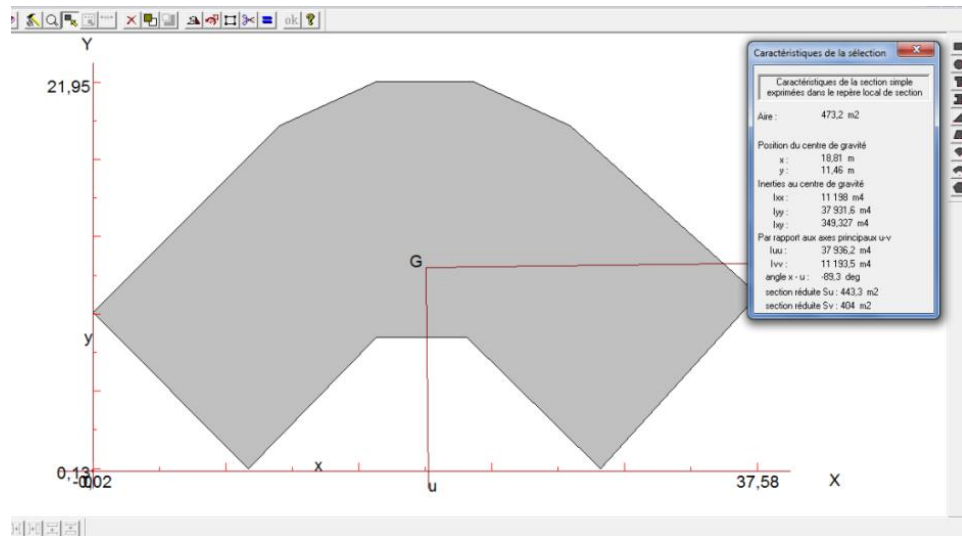 ok
Y
21,95
G
y
x
0,13
-0,02
u
37,58
X
Caractéristiques de la sélection
Caractéristiques de la section simple
exprimées dans le repère local de section
Aire : 473,2 m2
Position du centre de gravité
x : 18,81 m
y : 11,46 m
Inerties au centre de gravité
Ixx : 11 198 m4
Iyy : 37 931,6 m4
Ixy : 349,327 m4
Par rapport aux axes principaux u-v
Iuu : 37 936,2 m4
Ivv : 11 193,5 m4
angle x - u : -89,3 deg
section réduite Su : 443,3 m2
section réduite Sv : 404 m2